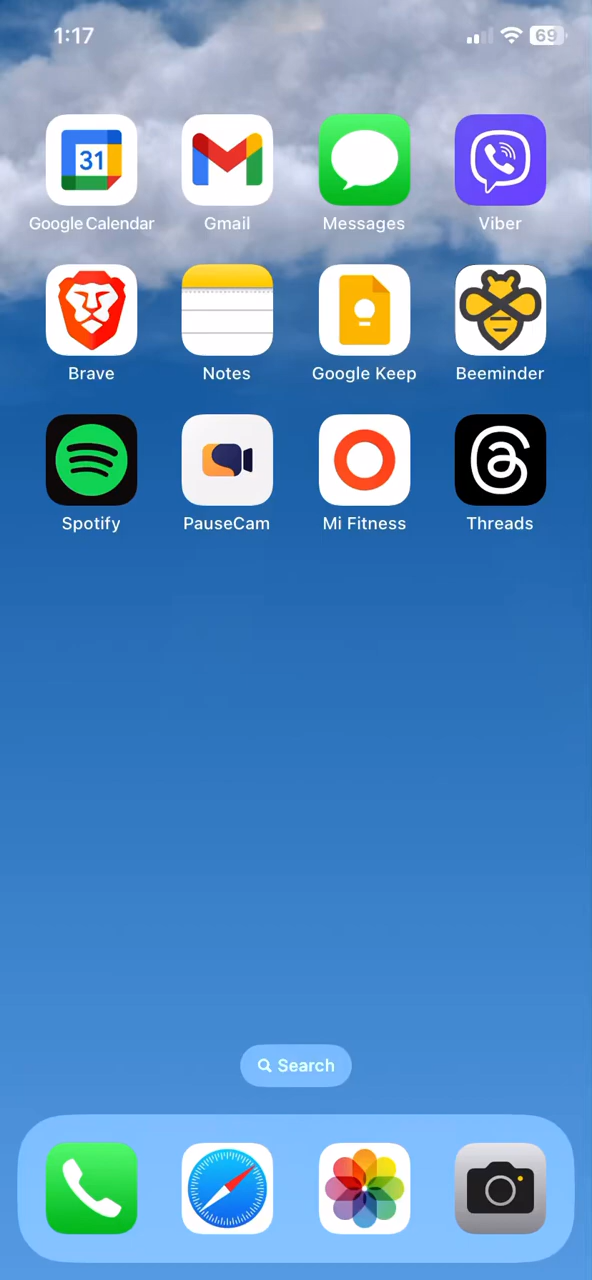 1:17 69
31
Google Calendar Gmail Messages Viber
Brave Notes Google Keep Beeminder
Spotify PauseCam Mi Fitness Threads
Search